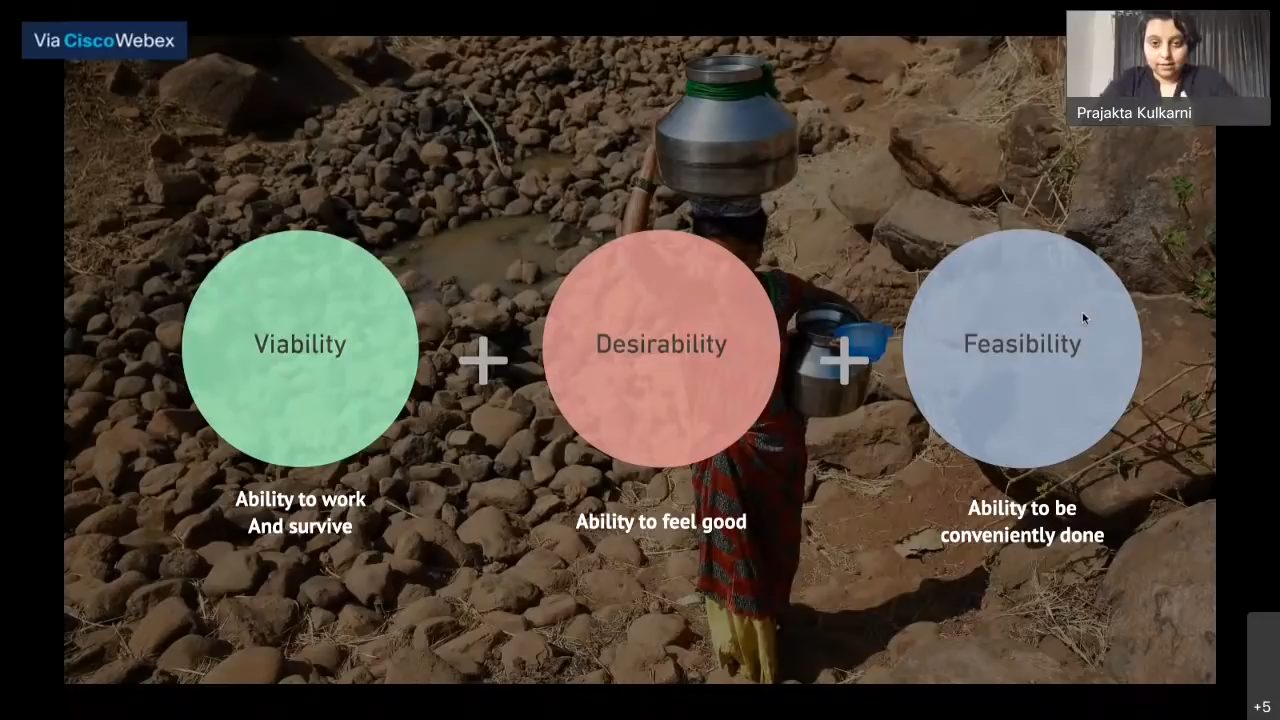 Via CiscoWebex
Prajakta Kulkarni
Viability
Desirability
Feasibility
Ability to work
And survive
Ability to feel good
Ability to be
conveniently done
+5